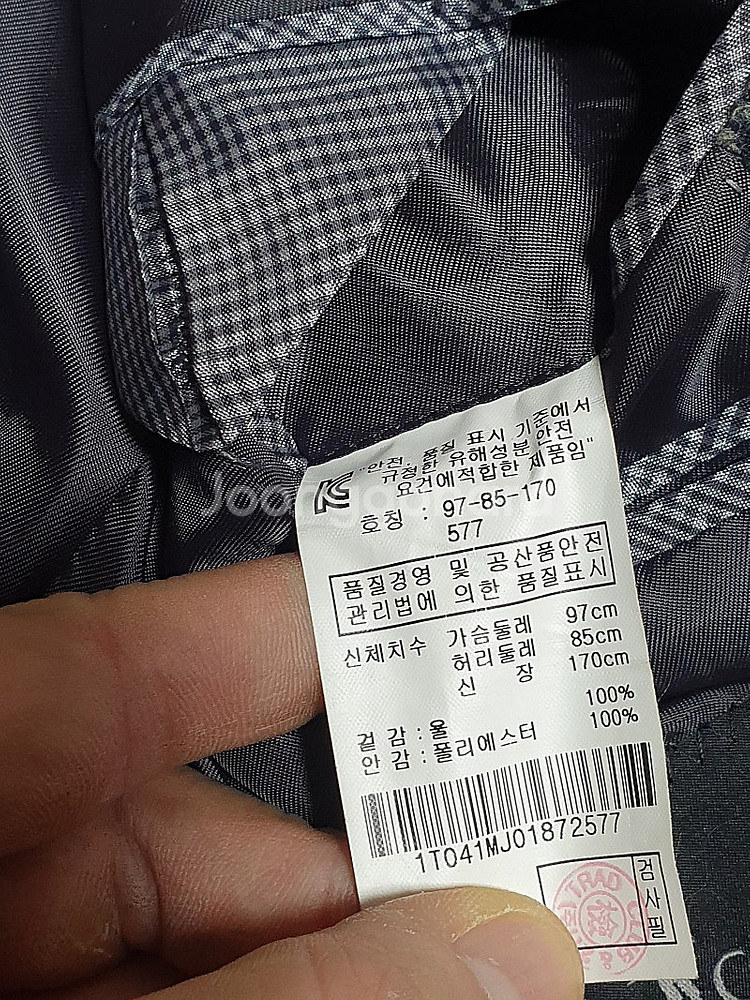 "안전, 품질 표시 기준에서
규정한 유해성분 안전
요건에적합한 제품임"
호칭 : 97-85-170
577
품질경영 및 공산품안전
관리법에 의한 품질표시
신체치수 가슴둘레 97cm
허리둘레 85cm
신 장 170cm
겉감:울 100%
안감:폴리에스터 100%
1T041MJ01872577
검사필
TRAD